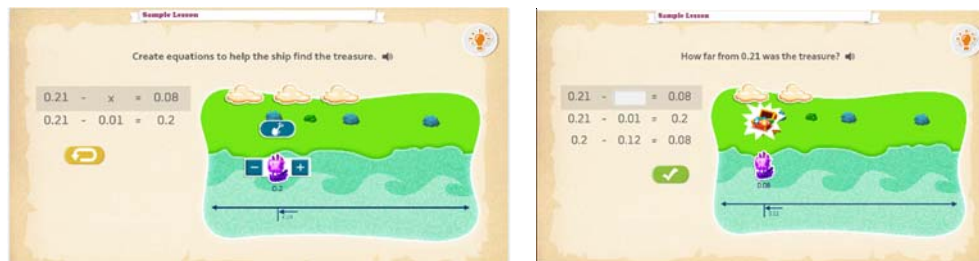 Sample Lesson
Create equations to help the ship find the treasure.
0.21 - x = 0.08
0.21 - 0.01 = 0.2
- +
0.2
Sample Lesson
How far from 0.21 was the treasure?
0.21 - = 0.08
0.21 - 0.01 = 0.2
0.2 - 0.12 = 0.08
0.08